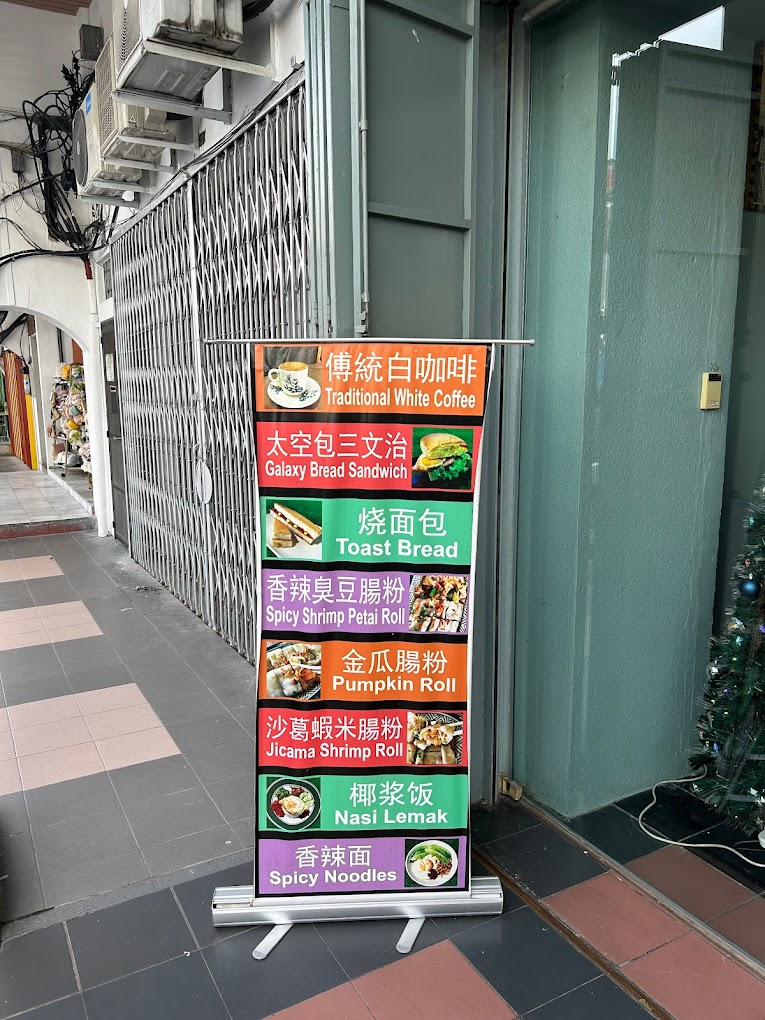 傅統白咖啡
Traditional White Coffee
太空包三文治
Galaxy Bread Sandwich
烧面包
Toast Bread
香辣臭豆腸粉
Spicy Shrimp Petai Roll
金瓜腸粉
Pumpkin Roll
沙葛蝦米腸粉
Jicama Shrimp Roll
椰浆饭
Nasi Lemak
香辣面
Spicy Noodles